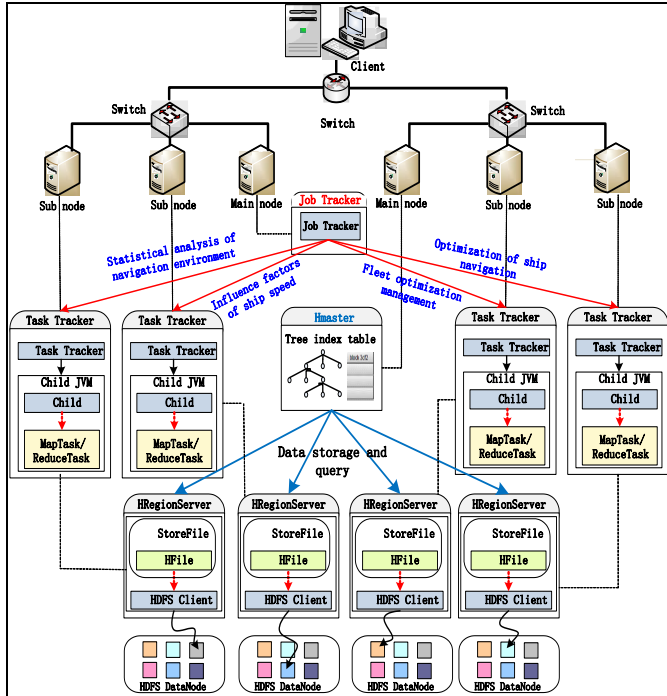 Client
Switch
Switch
Switch
Sub node
Sub node
Main node
Main node
Sub node
Sub node
Job Tracker
Job Tracker
Statistical analysis of
navigation environment
Influence factors
of ship speed
Fleet optimization
management
Optimization of ship
navigation
Task Tracker
Task Tracker
Child JVM
Child
MapTask/
ReduceTask
Task Tracker
Task Tracker
Child JVM
Child
MapTask/
ReduceTask
Hmaster
Tree index table
Task Tracker
Task Tracker
Child JVM
Child
MapTask/
ReduceTask
Task Tracker
Task Tracker
Child JVM
Child
MapTask/
ReduceTask
Data storage and
query
HRegionServer
StoreFile
HFile
HDFS Client
HRegionServer
StoreFile
HFile
HDFS Client
HRegionServer
StoreFile
HFile
HDFS Client
HRegionServer
StoreFile
HFile
HDFS Client
HDFS DataNode
HDFS DataNode
HDFS DataNode
HDFS DataNode